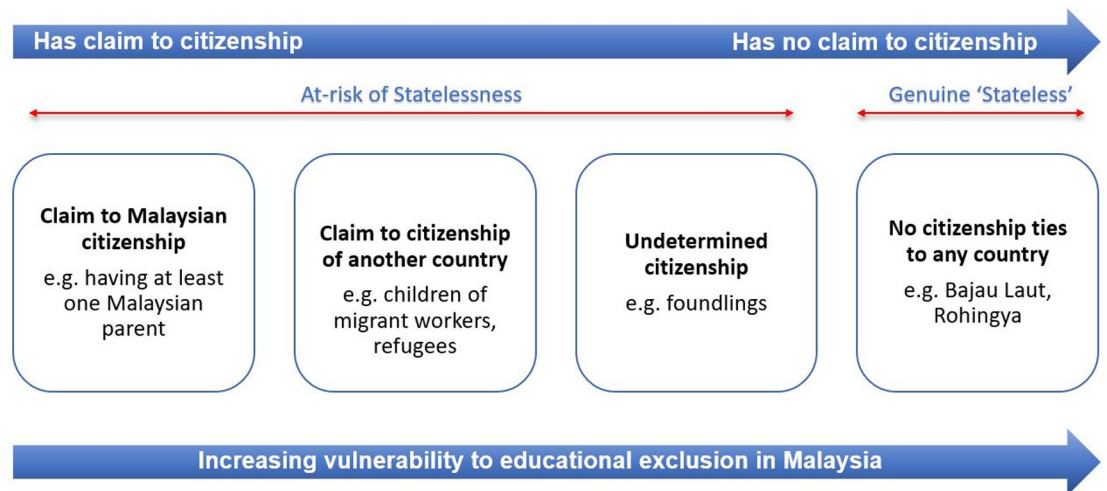 Has claim to citizenship
Has no claim to citizenship
At-risk of Statelessness
Genuine ‘Stateless’
Claim to Malaysian
citizenship
e.g. having at least
one Malaysian
parent
Claim to citizenship
of another country
e.g. children of
migrant workers,
refugees
Undetermined
citizenship
e.g. foundlings
No citizenship ties
to any country
e.g. Bajau Laut,
Rohingya
Increasing vulnerability to educational exclusion in Malaysia